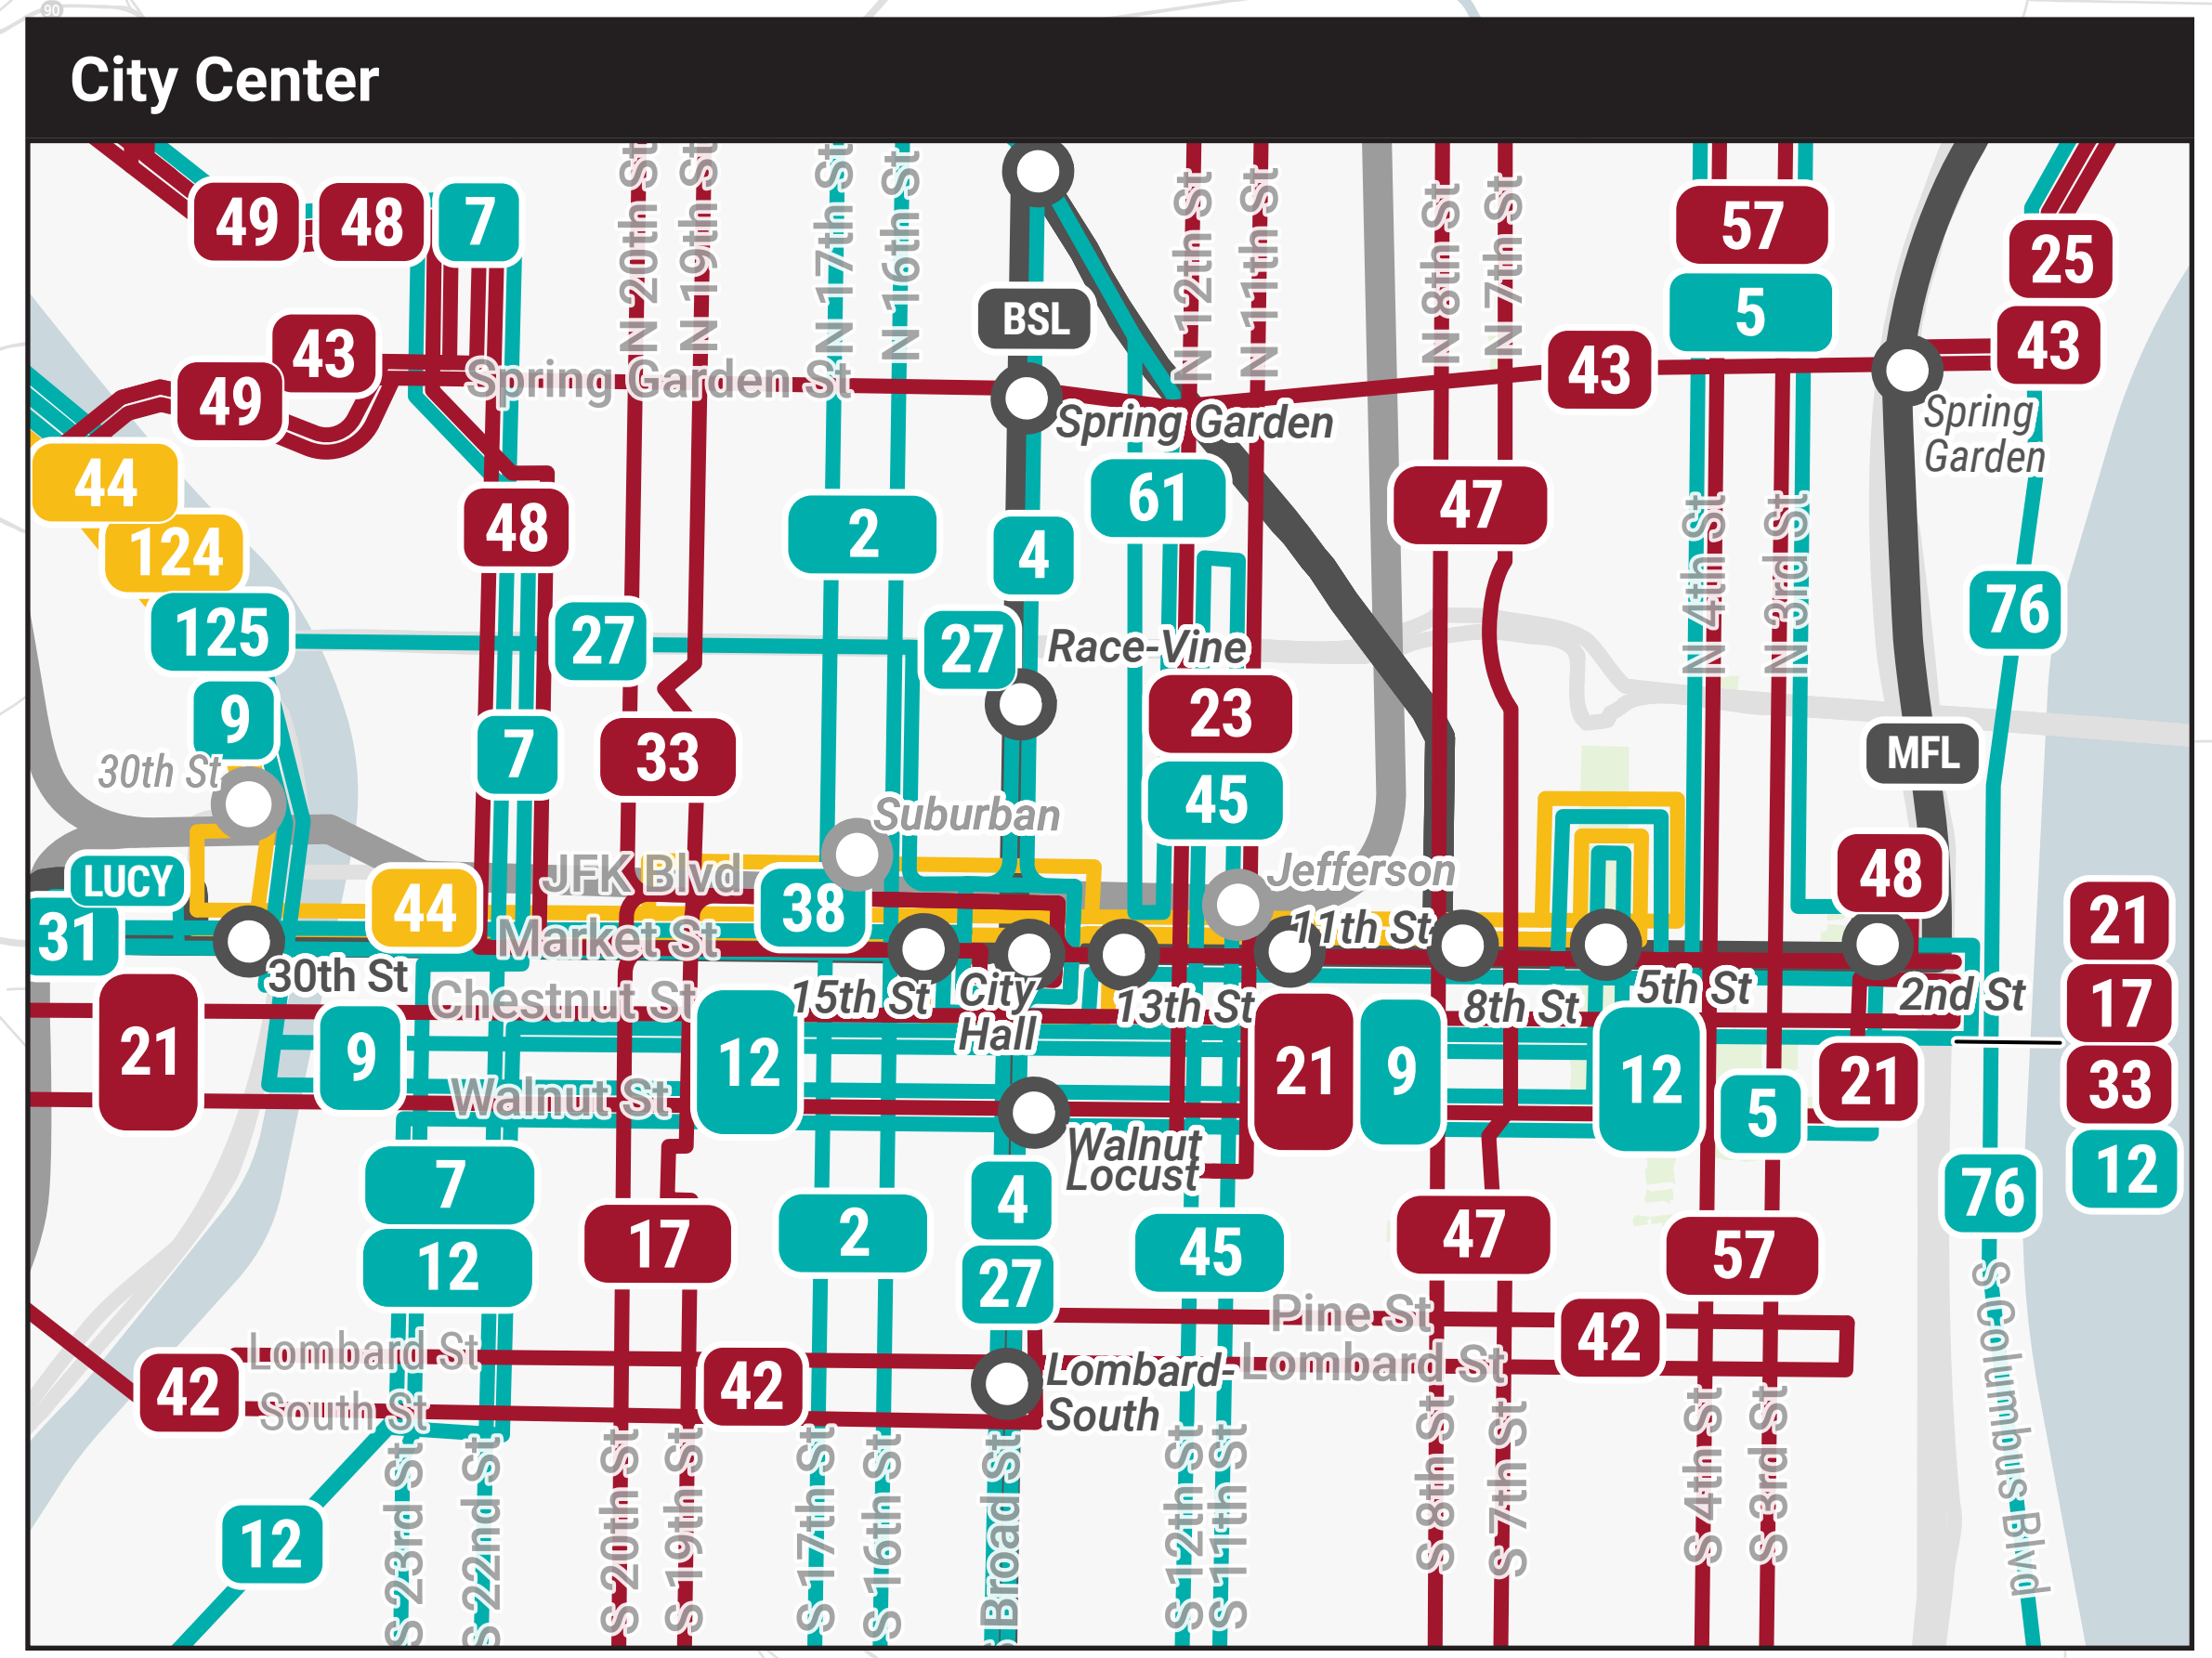 90
City Center
49
48
7
N 20th St
N 19th St
N 17th St
N 16th St
BSL
N 12th St
N 11th St
N 8th St
N 7th St
57
5
25
43
43
43
49
Spring Garden St
Spring Garden
Spring
Garden
44
124
125
9
48
2
4
61
47
N 4th St
N 3rd St
76
27
27
Race-Vine
7
33
23
45
MFL
30th St
Suburban
Jefferson
LUCY
31
44
JFK Blvd
38
48
Market St
11th St
21
17
33
12
30th St
Chestnut St
15th St
City
Hall
13th St
8th St
5th St
2nd St
21
9
12
21
9
12
5
21
Walnut St
Walnut
Locust
7
12
17
2
4
27
45
47
57
76
Pine St
42
Lombard St
42
South St
42
Lombard-
South
Lombard St
12
S 23rd St
S 22nd St
S 20th St
S 19th St
S 17th St
S 16th St
Broad St
S 12th St
S 11th St
S 8th St
S 7th St
S 4th St
S 3rd St
S Columbus Blvd